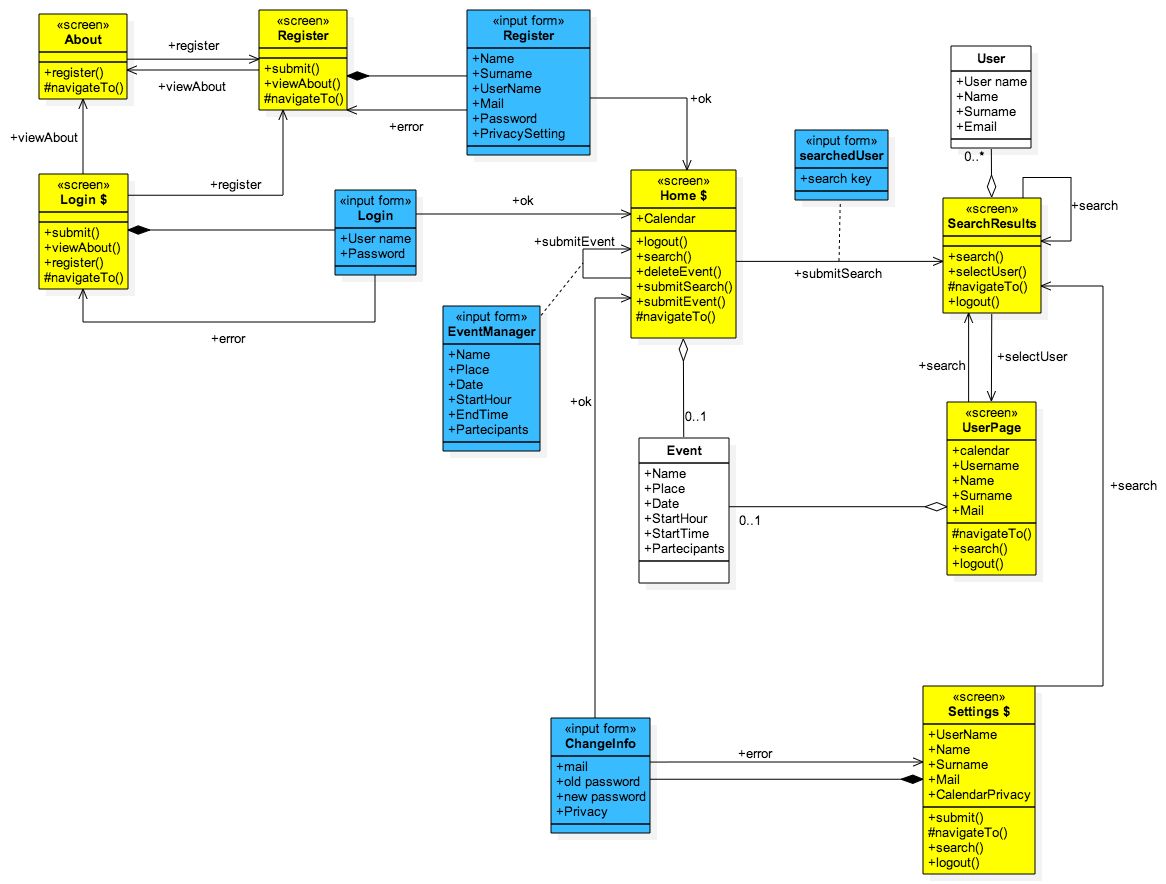 «screen»
About
+register()
#navigateTo()
+register
+viewAbout
«screen»
Register
+submit()
+viewAbout()
#navigateTo()
«input form»
Register
+Name
+Surname
+UserName
+Mail
+Password
+PrivacySetting
+error
+ok
User
+User name
+Name
+Surname
+Email
0..*
«input form»
searchedUser
+search key
+viewAbout
«screen»
Login $
+submit()
+viewAbout()
+register()
#navigateTo()
+register
«input form»
Login
+User name
+Password
+ok
+error
+submitEvent
«screen»
Home $
+Calendar
+logout()
+search()
+deleteEvent()
+submitSearch()
+submitEvent()
#navigateTo()
+submitSearch
«screen»
SearchResults
+search()
+selectUser()
#navigateTo()
+logout()
+search
«input form»
EventManager
+Name
+Place
+Date
+StartHour
+EndTime
+Partecipants
+ok
0..1
+search
+selectUser
Event
+Name
+Place
+Date
+StartHour
+StartTime
+Partecipants
0..1
«screen»
UserPage
+calendar
+Username
+Name
+Surname
+Mail
#navigateTo()
+search()
+logout()
+search
«input form»
ChangeInfo
+mail
+old password
+new password
+Privacy
+error
«screen»
Settings $
+UserName
+Name
+Surname
+Mail
+CalendarPrivacy
+submit()
#navigateTo()
+search()
+logout()